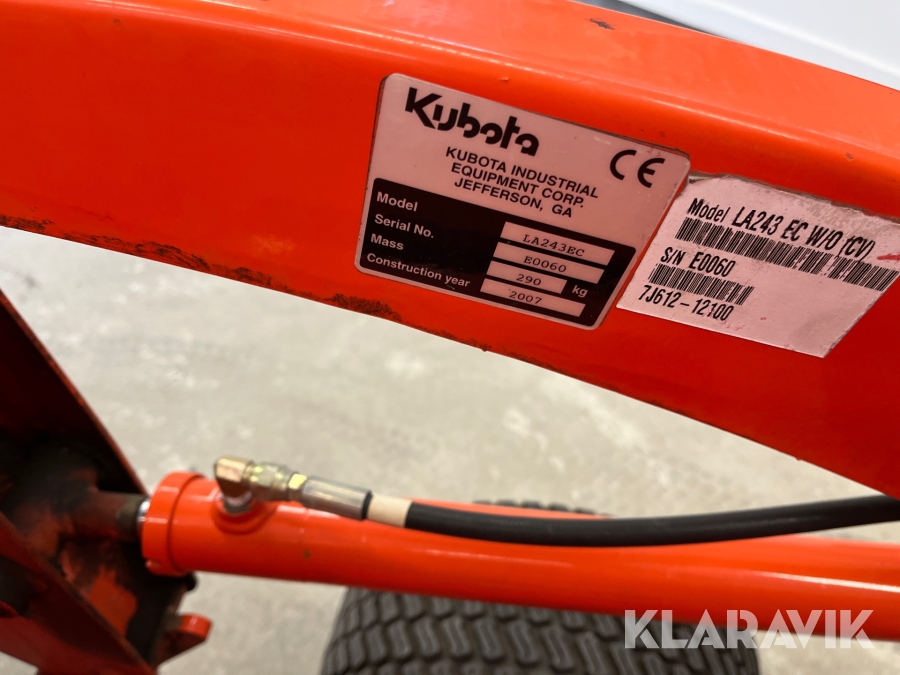 Kubota
CE
KUBOTA INDUSTRIAL
EQUIPMENT CORP.
JEFFERSON, GA
Model LA243EC
Serial No. E0060
Mass 290 kg
Construction year 2007
Model LA243 EC W/O (CV)
S/N E0060
7J612-12100
KLARAVIK